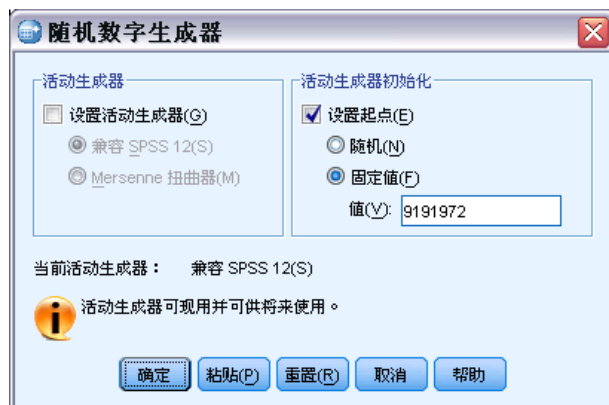 随机数字生成器
活动生成器
设置活动生成器(G)
兼容 SPSS 12(S)
Mersenne 扭曲器(M)
活动生成器初始化
设置起点(E)
随机(N)
固定值(F)
值(V): 9191972
当前活动生成器： 兼容 SPSS 12(S)
活动生成器可现用并可供将来使用。
确定 粘贴(P) 重置(R) 取消 帮助